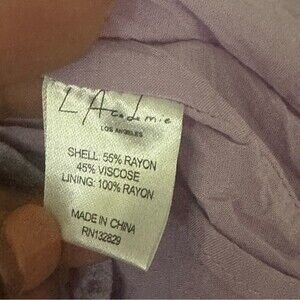 L'Academie
LOS ANGELES
SHELL: 55% RAYON
45% VISCOSE
LINING: 100% RAYON
MADE IN CHINA
RN132829